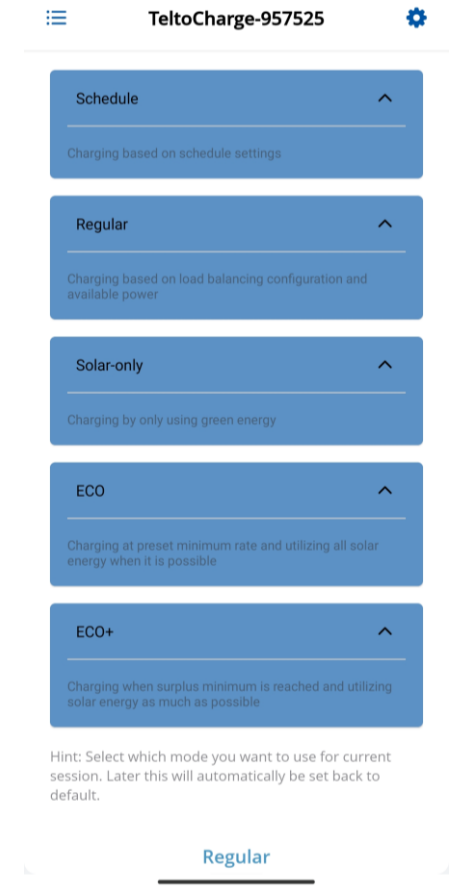 TeltoCharge-957525
Schedule
Charging based on schedule settings
Regular
Charging based on load balancing configuration and
available power
Solar-only
Charging by only using green energy
ECO
Charging at preset minimum rate and utilizing all solar
energy when it is possible
ECO+
Charging when surplus minimum is reached and utilizing
solar energy as much as possible
Hint: Select which mode you want to use for current
session. Later this will automatically be set back to
default.
Regular